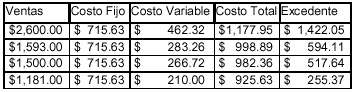 Ventas Costo Fijo Costo Variable Costo Total Excedente
$2,600.00 $ 715.63 $ 462.32 $1,177.95 $ 1,422.05
$1,593.00 $ 715.63 $ 283.26 $ 998.89 $ 594.11
$1,500.00 $ 715.63 $ 266.72 $ 982.36 $ 517.64
$1,181.00 $ 715.63 $ 210.00 $ 925.63 $ 255.37